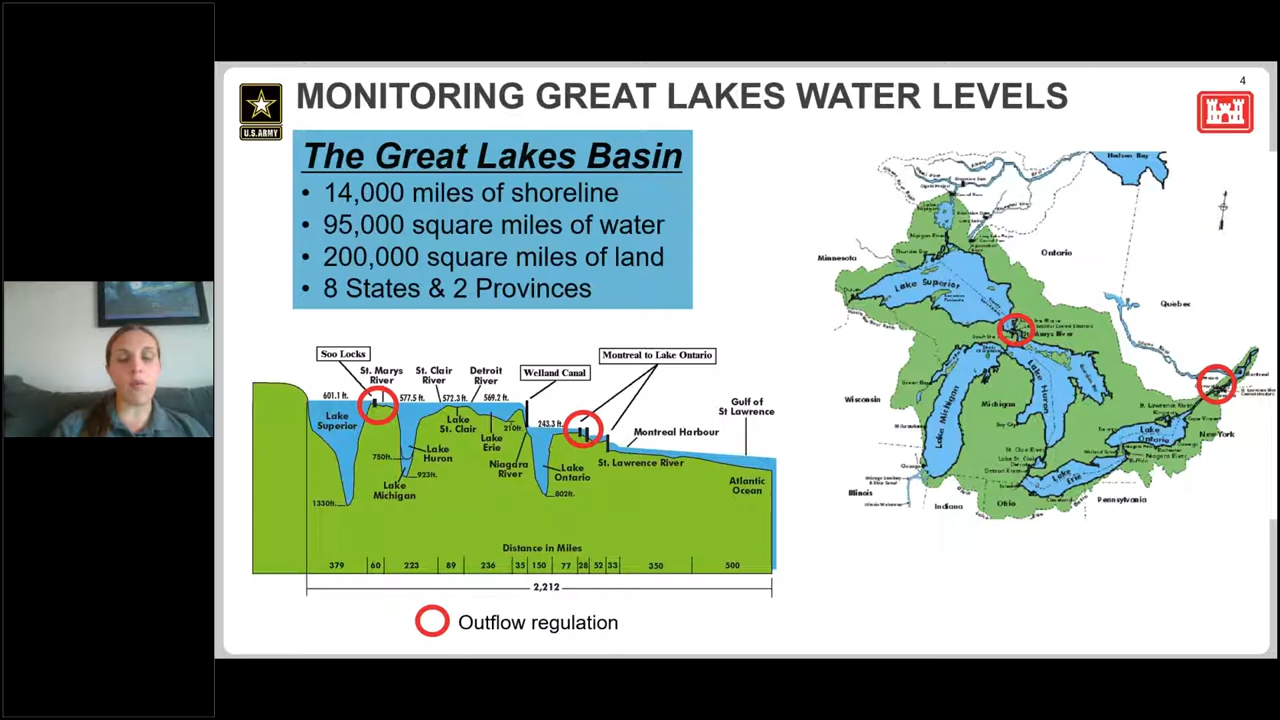 4
MONITORING GREAT LAKES WATER LEVELS
U.S.ARMY
The Great Lakes Basin
• 14,000 miles of shoreline
• 95,000 square miles of water
• 200,000 square miles of land
• 8 States & 2 Provinces
Soo Locks
St. Marys
River
St. Clair
River
Detroit
River
Welland Canal
Montreal to Lake Ontario
601.1 ft.
577.5 ft.
572.3 ft.
569.2 ft.
243.3 ft.
Gulf of
St Lawrence
Lake
Superior
Lake
St. Clair
210ft.
Lake
Erie
Montreal Harbour
750ft.
Lake
Huron
923ft.
Niagara
River
Lake
Ontario
St. Lawrence River
Lake
Michigan
802ft.
Atlantic
Ocean
1330ft.
Distance in Miles
379
60
223
89
236
35
150
77
28
52
33
350
500
2,212
Outflow regulation
Hudson Bay
Minnesota
Ontario
Quebec
Lake Superior
St. Marys River
Wisconsin
Lake Michigan
Michigan
Lake Huron
Lake
Ontario
New York
Lake
Erie
Illinois
Indiana
Ohio
Pennsylvania